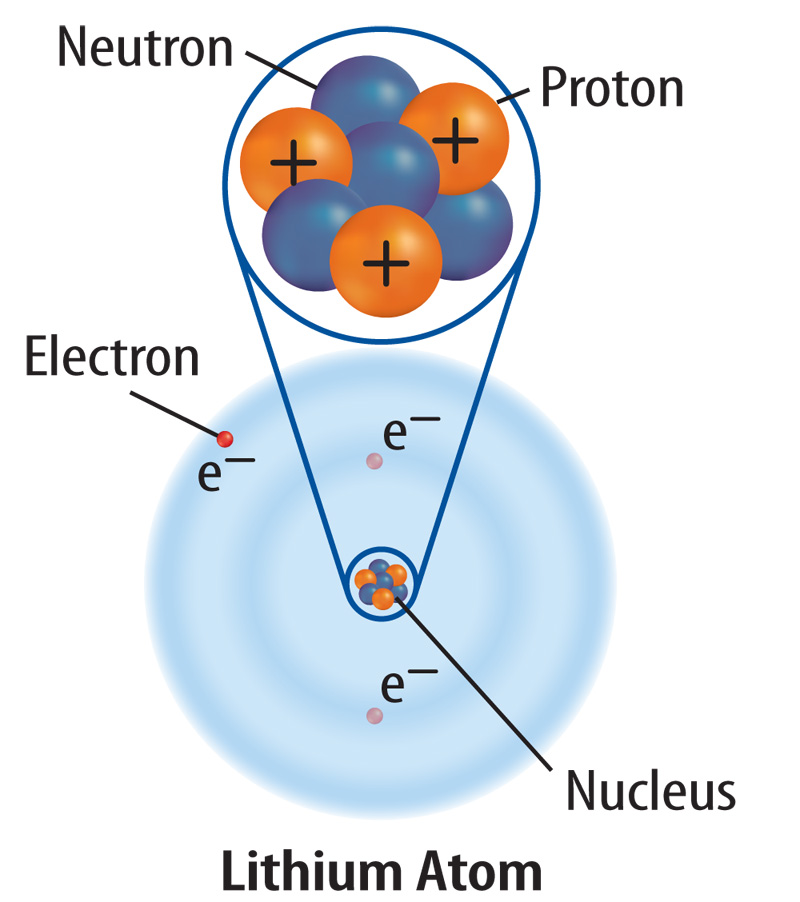 Neutron
Proton
+
+
+
Electron
e−
e−
e−
Nucleus
Lithium Atom